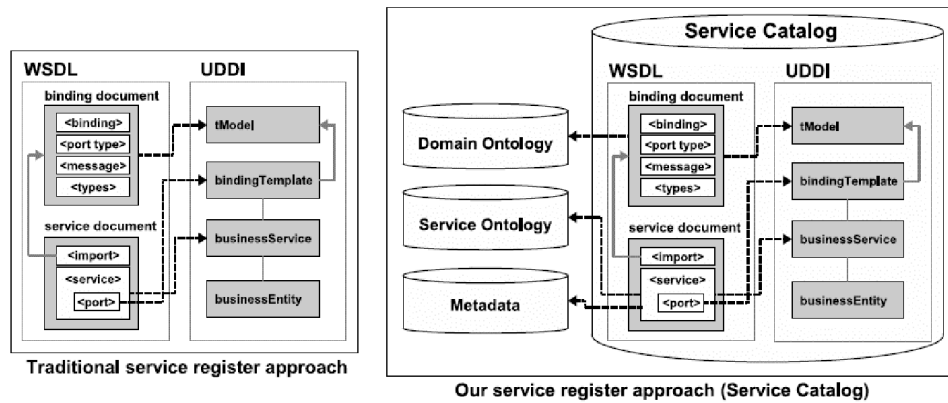 WSDL
UDDI
binding document
<binding>
<port type>
<message>
<types>
tModel
bindingTemplate
service document
<import>
<service>
<port>
businessService
businessEntity
Traditional service register approach
Service Catalog
WSDL
UDDI
binding document
<binding>
<port type>
<message>
<types>
tModel
bindingTemplate
Domain Ontology
Service Ontology
Metadata
service document
<import>
<service>
<port>
businessService
businessEntity
Our service register approach (Service Catalog)